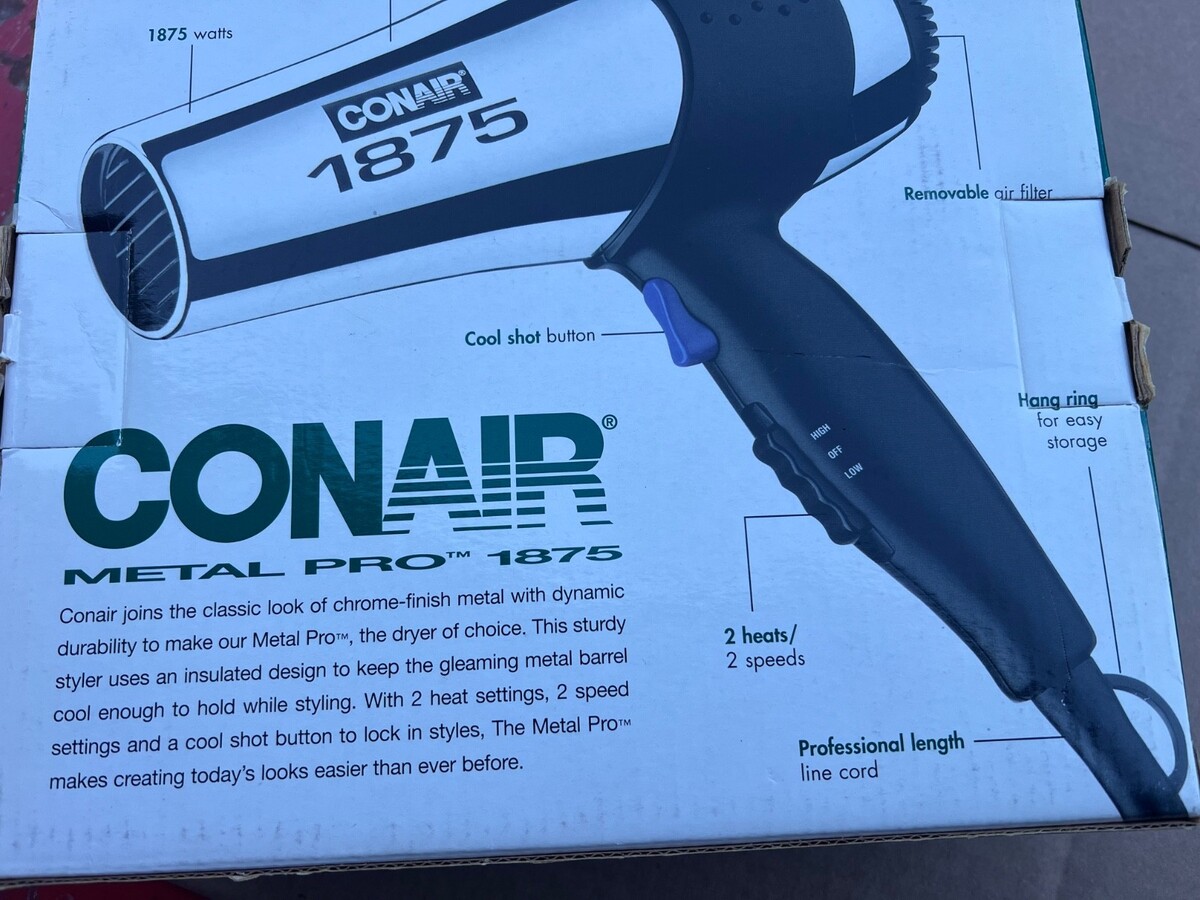 1875 watts
CONAIR®
1875
Removable air filter
Cool shot button
Hang ring
for easy
storage
HIGH
OFF
LOW
CONAIR®
METAL PRO™ 1875
Conair joins the classic look of chrome-finish metal with dynamic
durability to make our Metal Pro™, the dryer of choice. This sturdy
styler uses an insulated design to keep the gleaming metal barrel
cool enough to hold while styling. With 2 heat settings, 2 speed
settings and a cool shot button to lock in styles, The Metal Pro™
makes creating today's looks easier than ever before.
2 heats/
2 speeds
Professional length
line cord